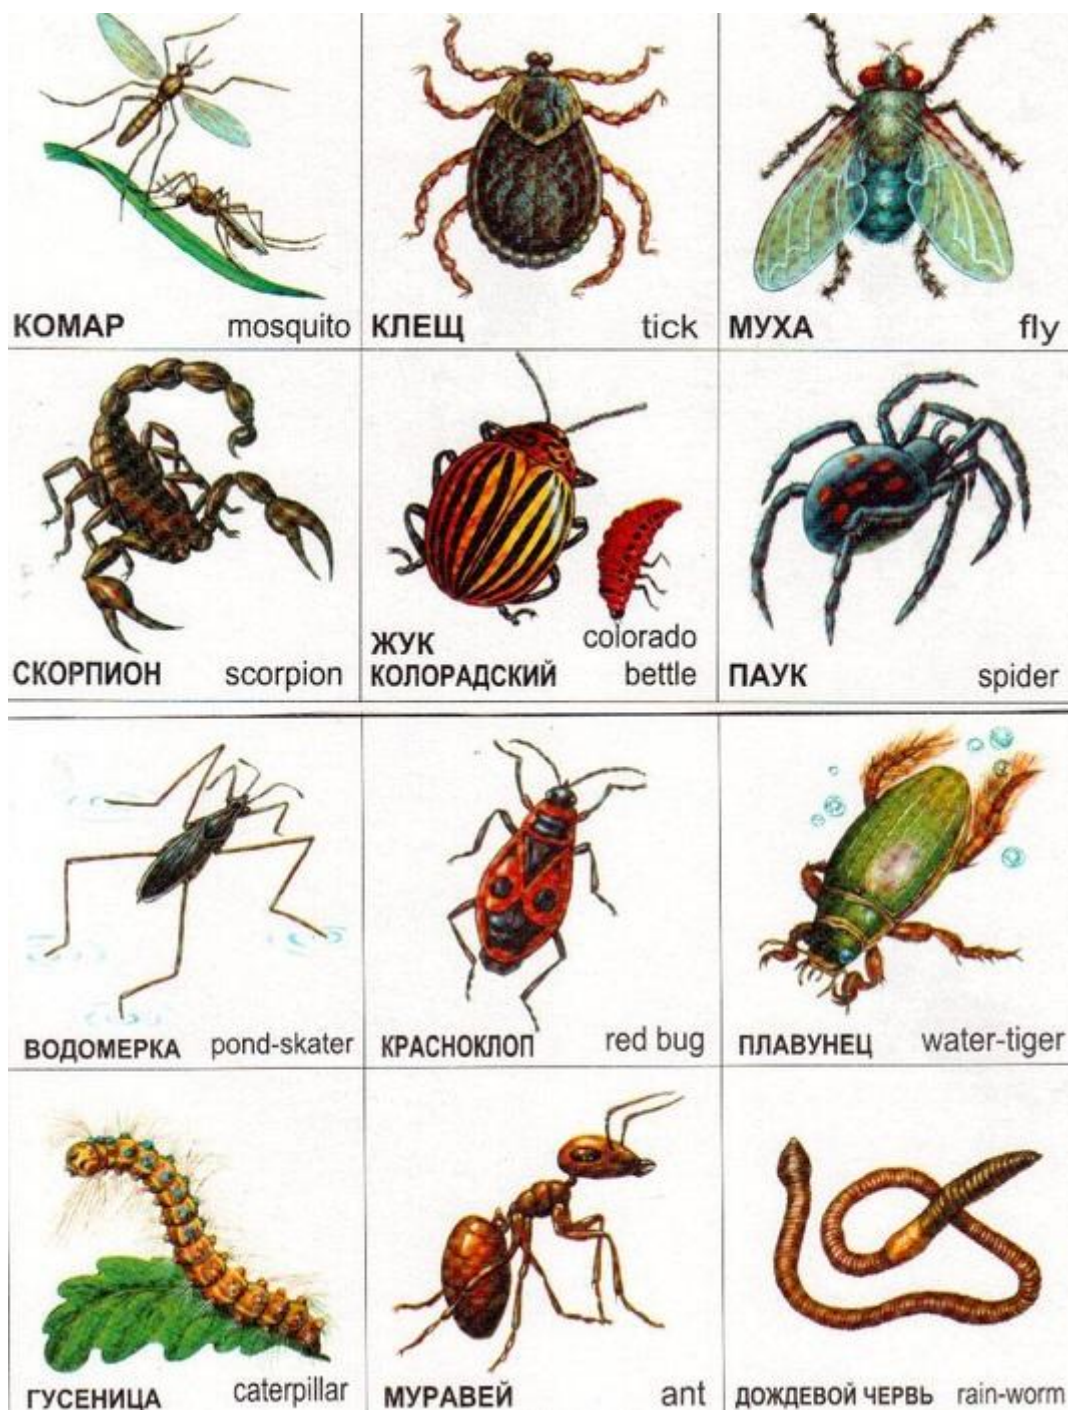 КОМАР mosquito
КЛЕЩ tick
МУХА fly
СКОРПИОН scorpion
ЖУК colorado
КОЛОРАДСКИЙ bettle
ПАУК spider
ВОДОМЕРКА pond-skater
КРАСНОКЛОП red bug
ПЛАВУНЕЦ water-tiger
ГУСЕНИЦА caterpillar
МУРАВЕЙ ant
ДОЖДЕВОЙ ЧЕРВЬ rain-worm